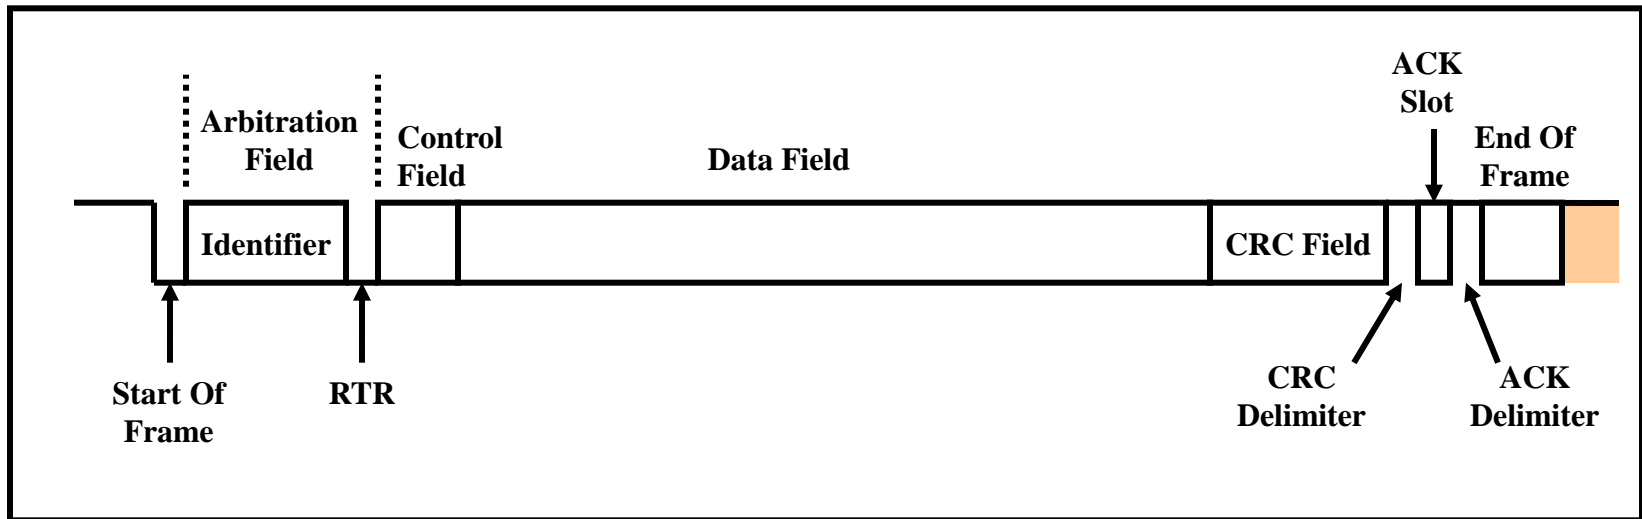 ACK
Slot
Arbitration
Field
Control
Field
Data Field
End Of
Frame
Identifier
CRC Field
Start Of
Frame
RTR
CRC
Delimiter
ACK
Delimiter